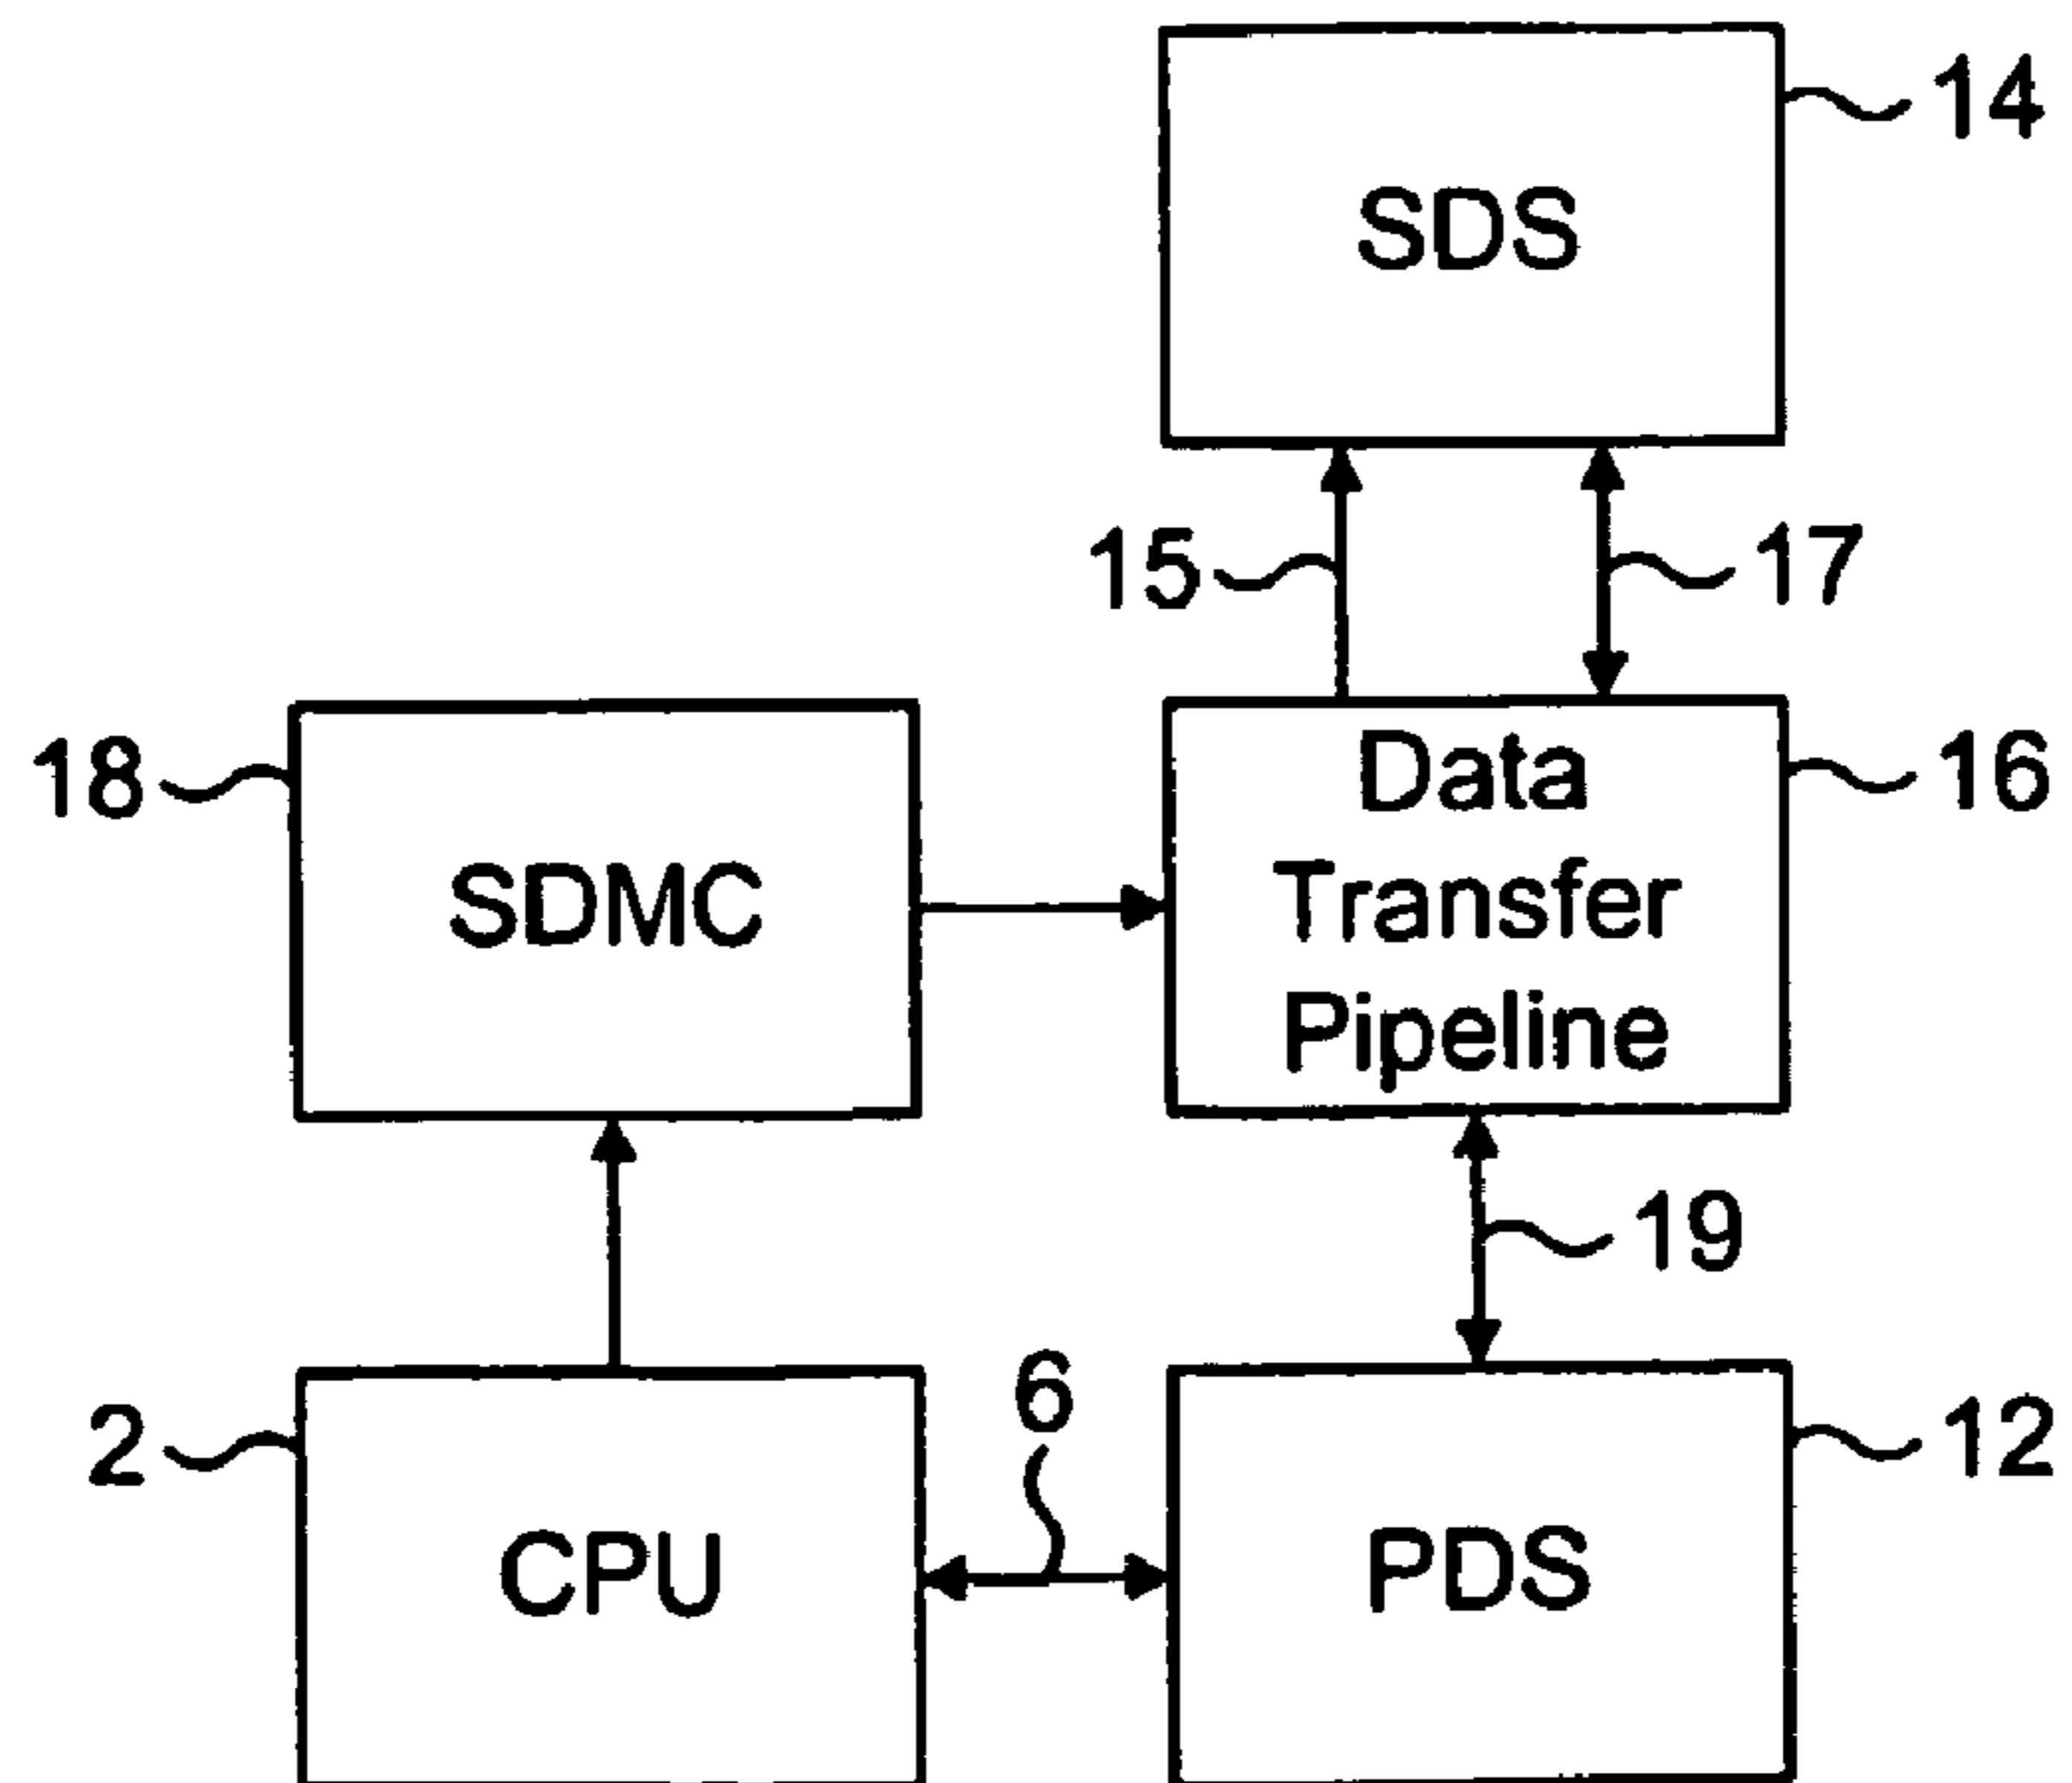 14
SDS
15
17
18
SDMC
Data
Transfer
Pipeline
16
19
2
CPU
6
PDS
12